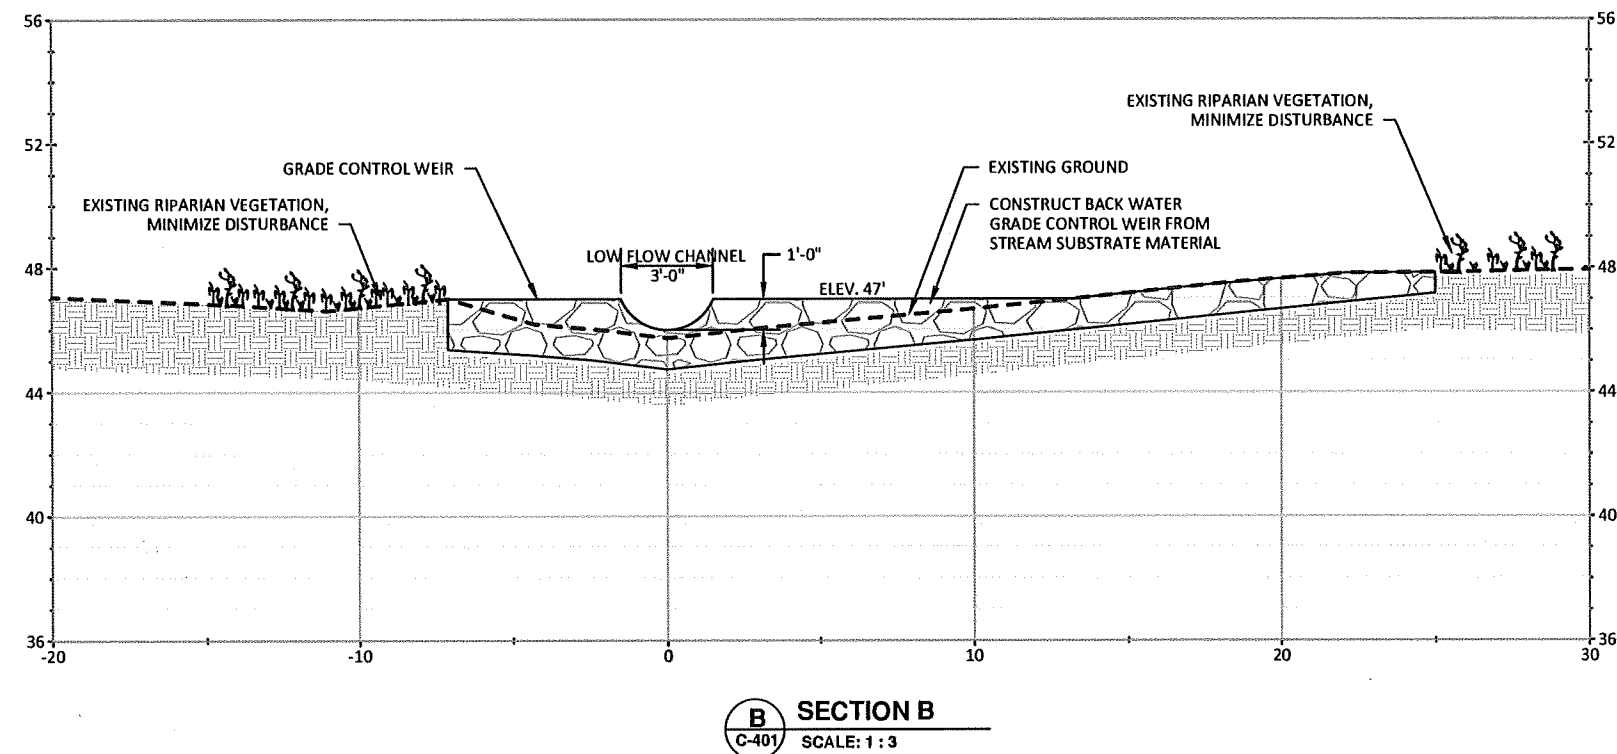 56
56
EXISTING RIPARIAN VEGETATION,
MINIMIZE DISTURBANCE
52
52
GRADE CONTROL WEIR
EXISTING GROUND
EXISTING RIPARIAN VEGETATION,
MINIMIZE DISTURBANCE
CONSTRUCT BACK WATER
GRADE CONTROL WEIR FROM
STREAM SUBSTRATE MATERIAL
LOW FLOW CHANNEL
3'-0"
1'-0"
48
48
ELEV. 47'
44
44
40
40
36
36
-20
-10
0
10
20
30
B
C-401
SECTION B
SCALE: 1 : 3